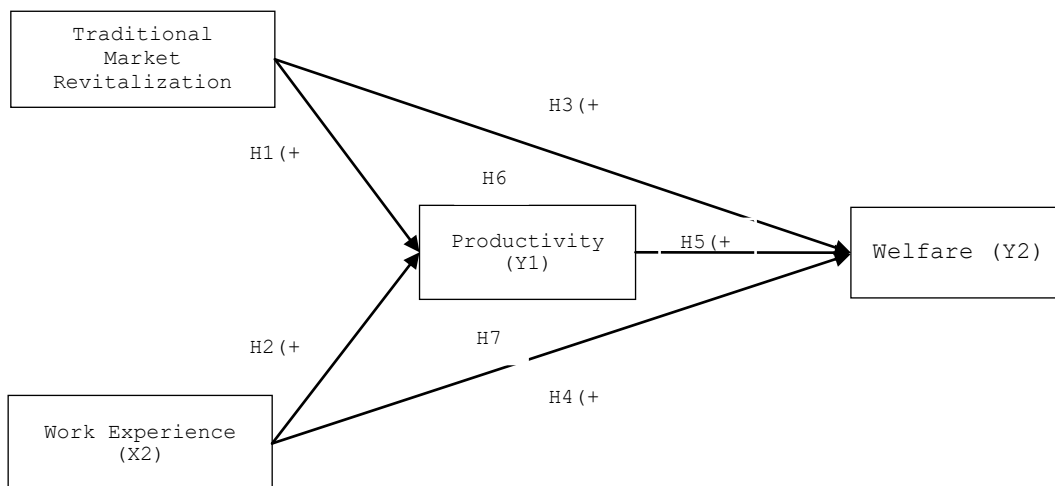 Traditional
Market
Revitalization
H3(+
H1(+
H6
Productivity
(Y1)
H5(+
Welfare (Y2)
H2(+
H7
H4(+
Work Experience
(X2)